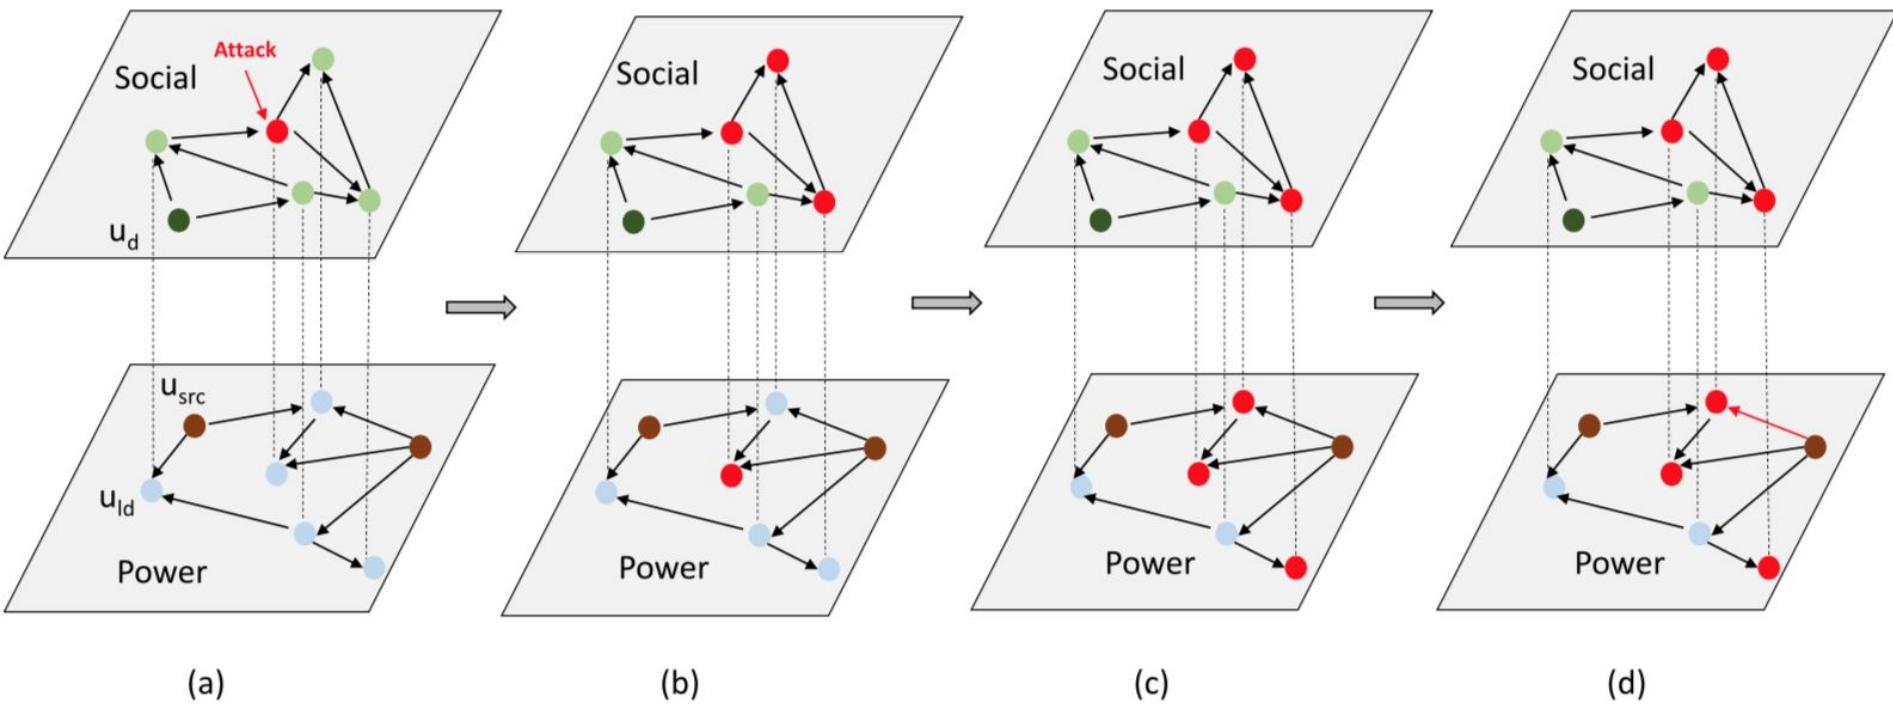 Attack
Social
u_d
u_src
u_ld
Power
Social
Power
Social
Power
Social
Power
(a)
(b)
(c)
(d)